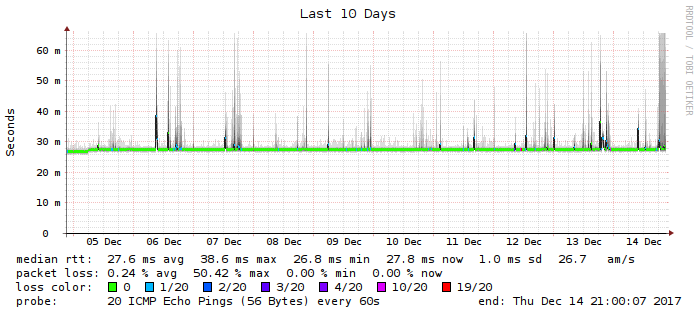 Last 10 Days
RRDTOOL / TOBI OETIKER
Seconds
60 m
50 m
40 m
30 m
20 m
10 m
0
05 Dec 06 Dec 07 Dec 08 Dec 09 Dec 10 Dec 11 Dec 12 Dec 13 Dec 14 Dec
median rtt: 27.6 ms avg 38.6 ms max 26.8 ms min 27.8 ms now 1.0 ms sd 26.7 am/s
packet loss: 0.24 % avg 50.42 % max 0.00 % min 0.00 % now
loss color: 0 1/20 2/20 3/20 4/20 10/20 19/20
probe: 20 ICMP Echo Pings (56 Bytes) every 60s end: Thu Dec 14 21:00:07 2017